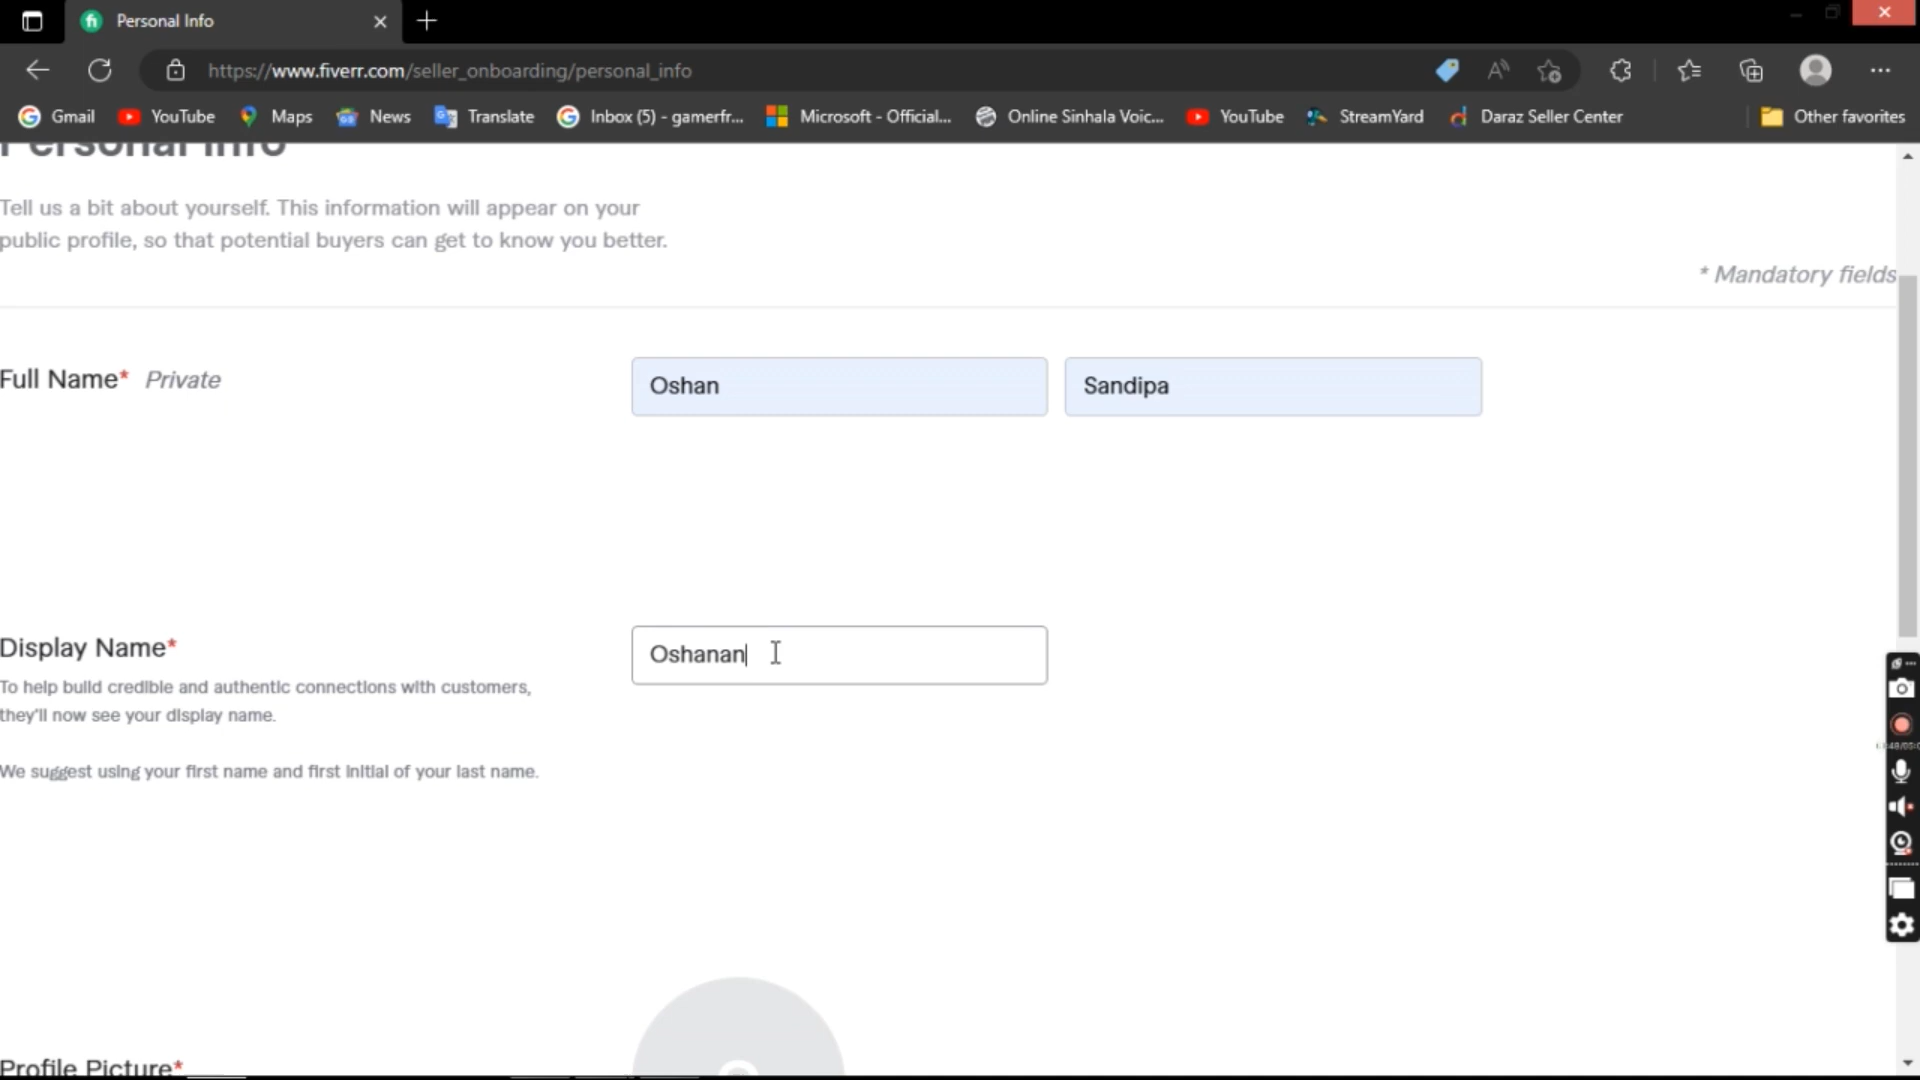 Personal Info
https://www.fiverr.com/seller_onboarding/personal_info
Gmail YouTube Maps News Translate Inbox (5) - gamerfr... Microsoft - Official... Online Sinhala Voic... YouTube StreamYard Daraz Seller Center Other favorites
Personal Info
Tell us a bit about yourself. This information will appear on your
public profile, so that potential buyers can get to know you better.
* Mandatory fields
Full Name* Private Oshan Sandipa
Display Name* Oshanan
To help build credible and authentic connections with customers,
they'll now see your display name.
We suggest using your first name and first initial of your last name.
Profile Picture*